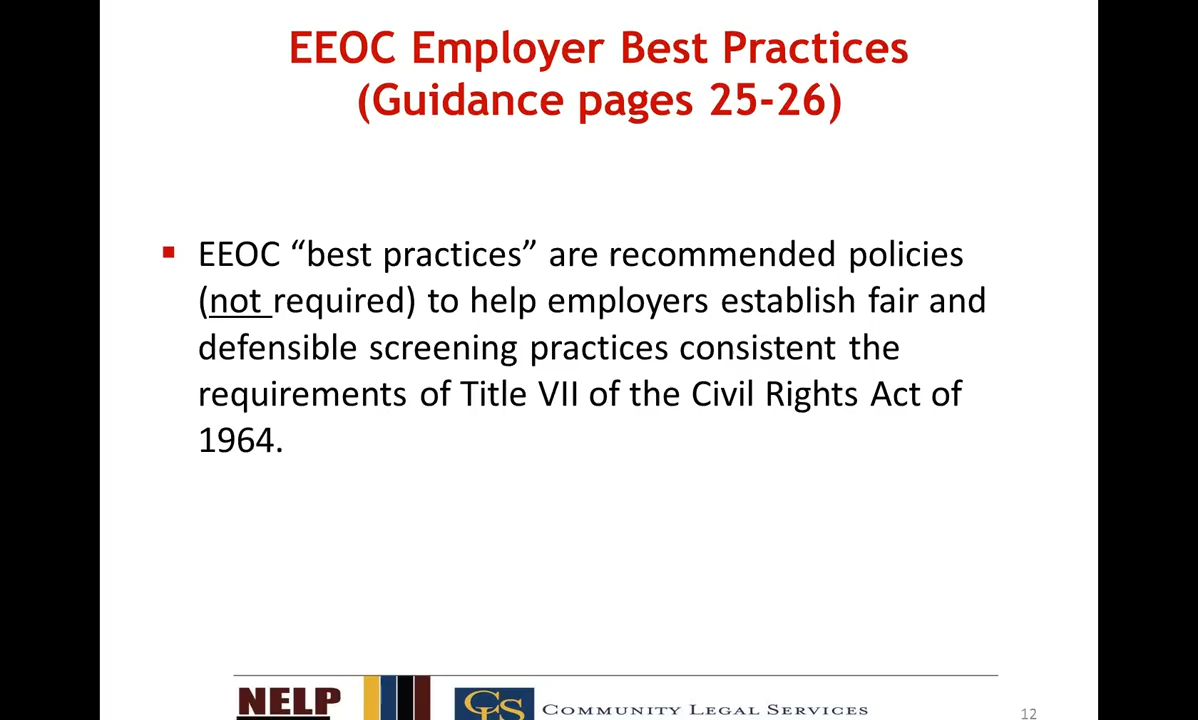 EEOC Employer Best Practices
(Guidance pages 25-26)
▪ EEOC “best practices” are recommended policies
(not required) to help employers establish fair and
defensible screening practices consistent the
requirements of Title VII of the Civil Rights Act of
1964.
NELP
CLS COMMUNITY LEGAL SERVICES
12